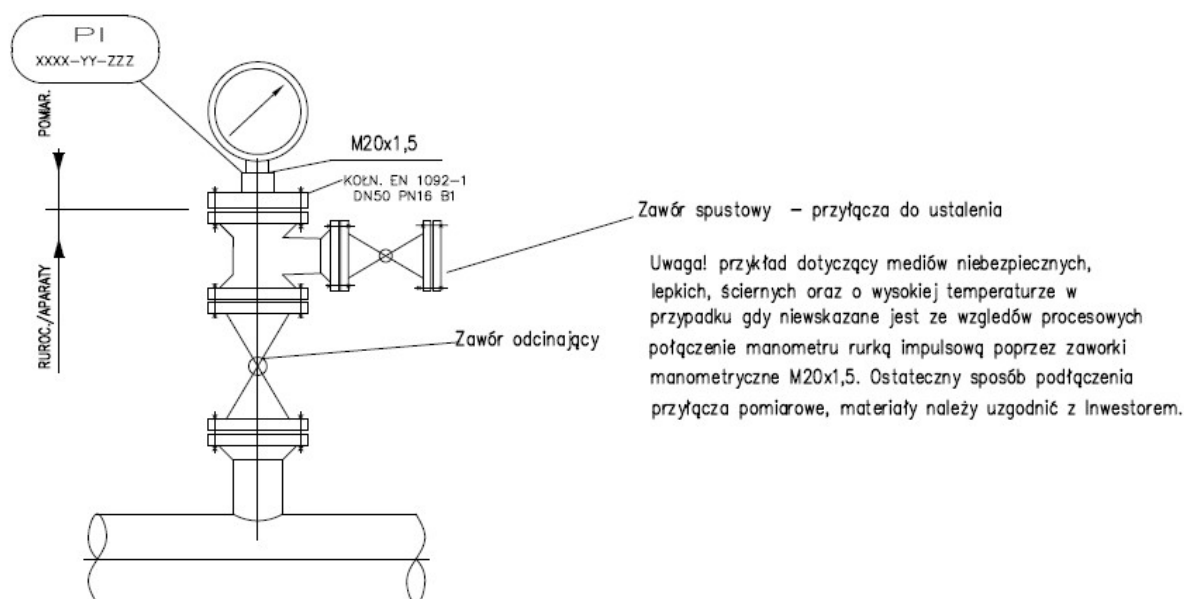 PI
XXXX-YY-ZZZ
POMIAR.
RUROC./APARATY
M20x1,5
KOŁN. EN 1092-1
DN50 PN16 B1
Zawór spustowy – przyłącza do ustalenia
Uwaga! przykład dotyczący mediów niebezpiecznych,
lepkich, ściernych oraz o wysokiej temperaturze w
przypadku gdy niewskazane jest ze wzgledów procesowych
połączenie manometru rurką impulsową poprzez zaworki
manometryczne M20x1,5. Ostateczny sposób podłączenia
przyłącza pomiarowe, materiały należy uzgodnić z Inwestorem.
Zawór odcinający